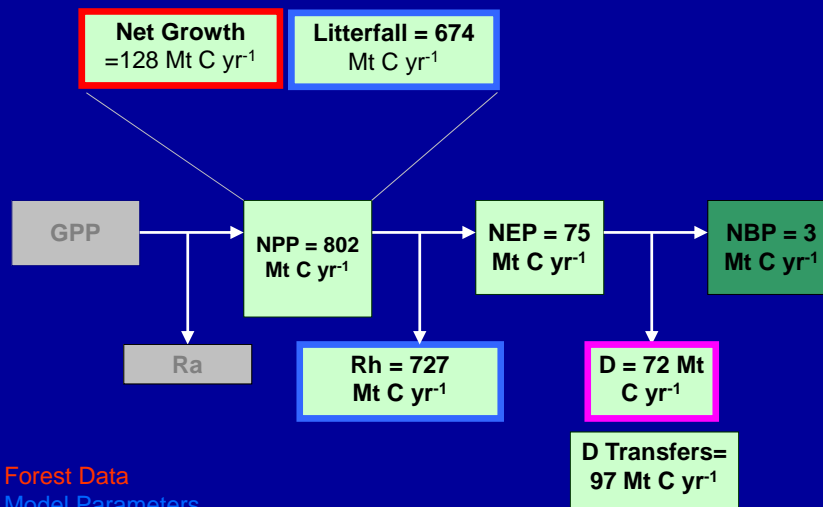 Net Growth
=128 Mt C yr-1
Litterfall = 674
Mt C yr-1
GPP
NPP = 802
Mt C yr-1
NEP = 75
Mt C yr-1
NBP = 3
Mt C yr-1
Ra
Rh = 727
Mt C yr-1
D = 72 Mt
C yr-1
D Transfers=
97 Mt C yr-1
Forest Data
Model Parameters